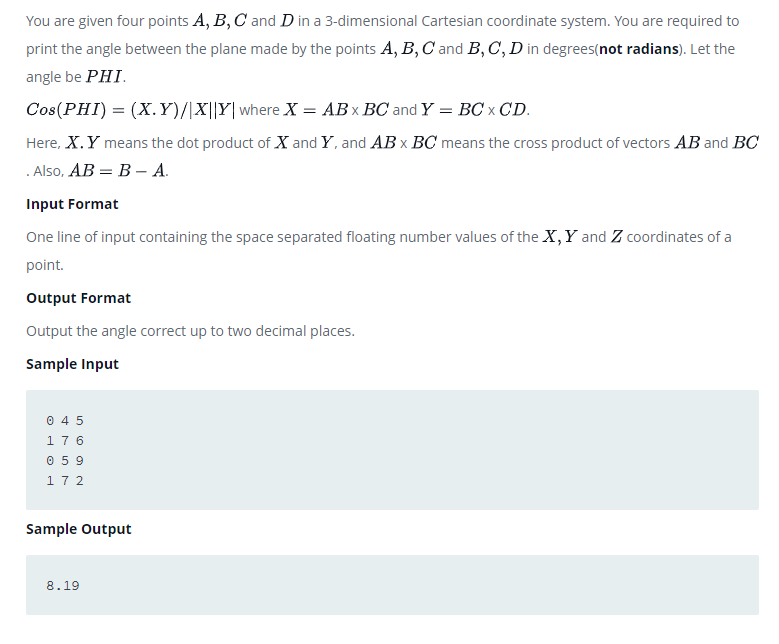 You are given four points A, B, C and D in a 3-dimensional Cartesian coordinate system. You are required to
print the angle between the plane made by the points A, B, C and B, C, D in degrees(not radians). Let the
angle be PHI.
Cos(PHI) = (X.Y)/|X||Y| where X = AB x BC and Y = BC x CD.
Here, X.Y means the dot product of X and Y, and AB x BC means the cross product of vectors AB and BC
. Also, AB = B − A.
Input Format
One line of input containing the space separated floating number values of the X, Y and Z coordinates of a
point.
Output Format
Output the angle correct up to two decimal places.
Sample Input
0 4 5
1 7 6
0 5 9
1 7 2
Sample Output
8.19